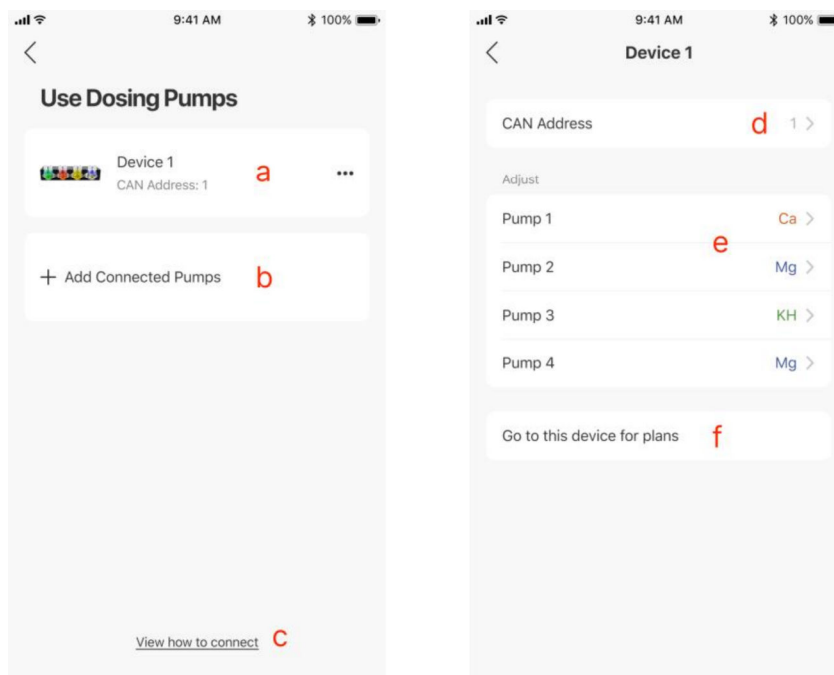 9:41 AM
100%
Use Dosing Pumps
Device 1
CAN Address: 1
a
•••
+ Add Connected Pumps
b
View how to connect
c
9:41 AM
100%
Device 1
CAN Address
d
1 >
Adjust
Pump 1
Ca >
e
Pump 2
Mg >
Pump 3
KH >
Pump 4
Mg >
Go to this device for plans
f